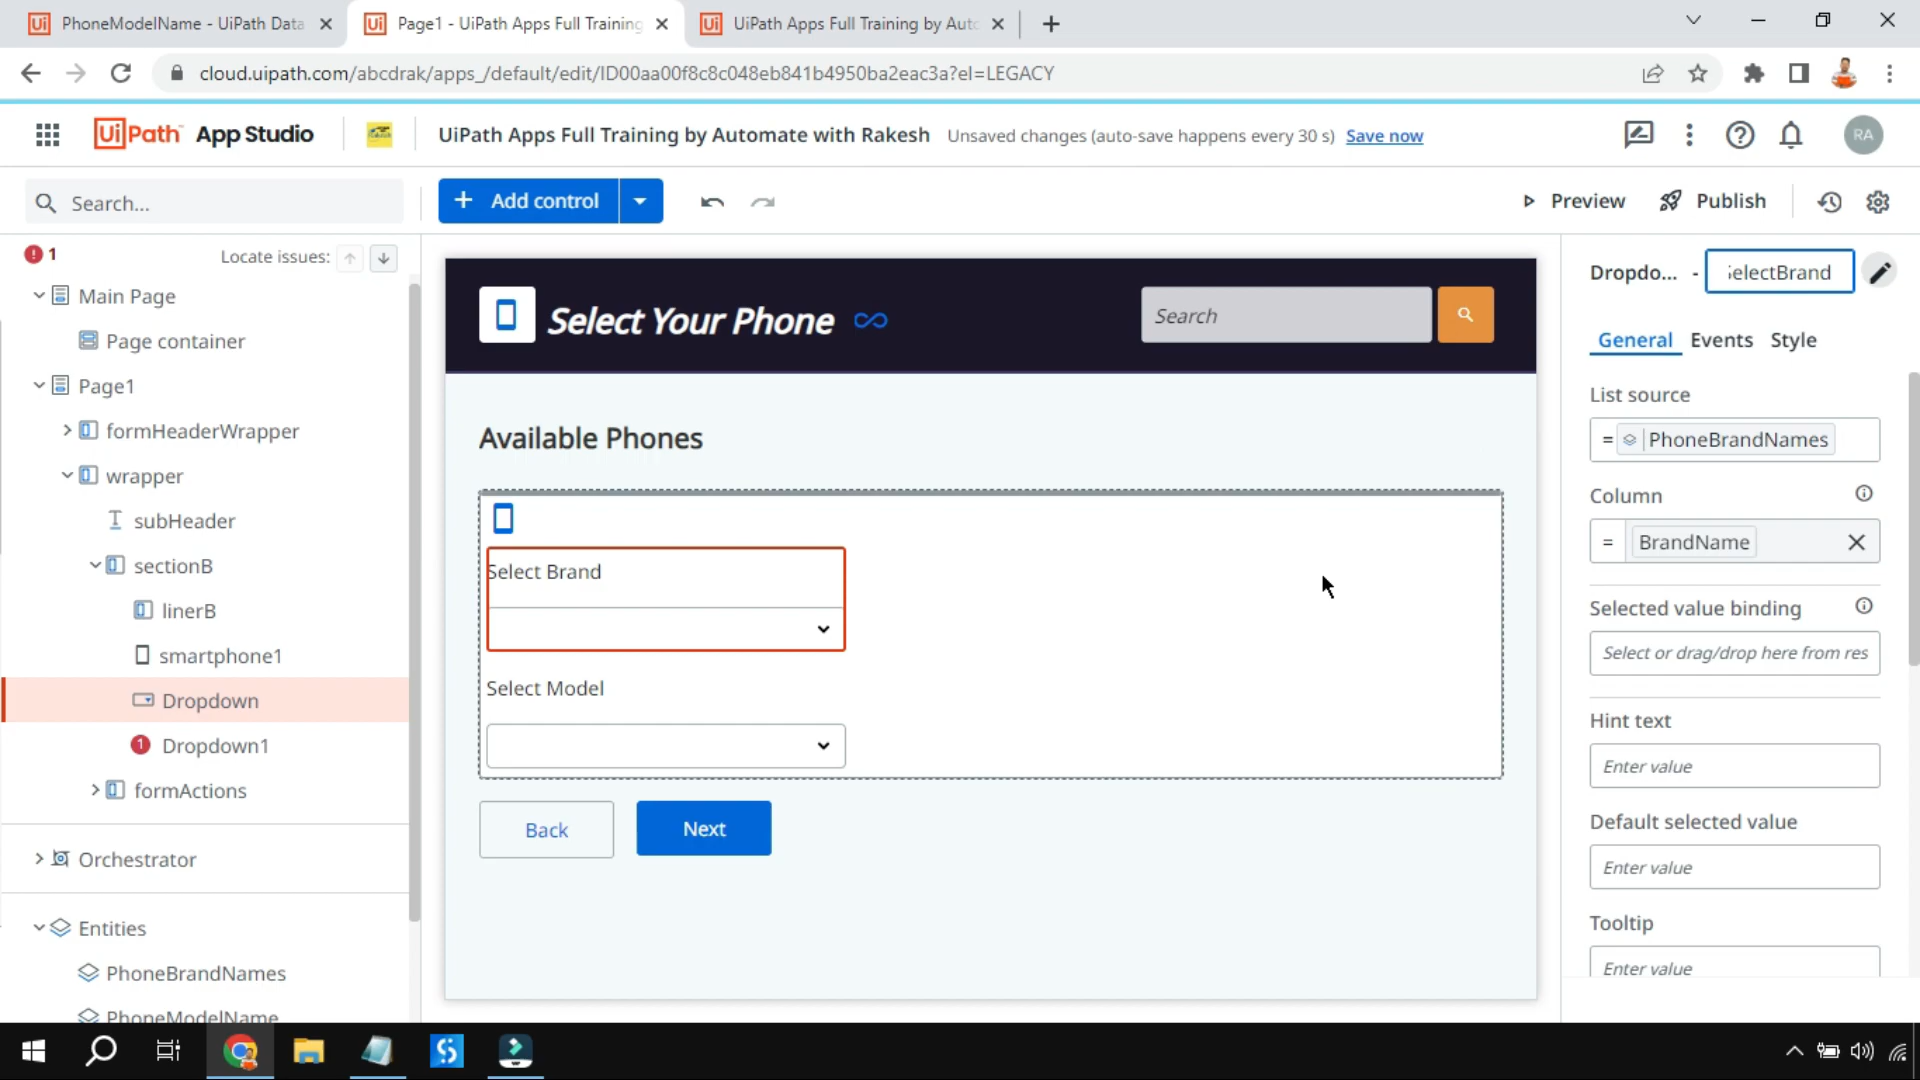 PhoneModelName - UiPath Data
Page1 - UiPath Apps Full Training
UiPath Apps Full Training by Auto
cloud.uipath.com/abcdrak/apps_/default/edit/ID00aa00f8c8c048eb841b4950ba2eac3a?el=LEGACY
UiPath App Studio
UiPath Apps Full Training by Automate with Rakesh
Unsaved changes (auto-save happens every 30 s) Save now
RA
Search...
+ Add control
Preview
Publish
1
Locate issues:
Main Page
Page container
Page1
formHeaderWrapper
wrapper
subHeader
sectionB
linerB
smartphone1
Dropdown
1 Dropdown1
formActions
Orchestrator
Entities
PhoneBrandNames
PhoneModelName
Select Your Phone
Search
Available Phones
Select Brand
Select Model
Back
Next
Dropdo... - SelectBrand
General Events Style
List source
= PhoneBrandNames
Column
= BrandName
Selected value binding
Select or drag/drop here from res
Hint text
Enter value
Default selected value
Enter value
Tooltip
Enter value